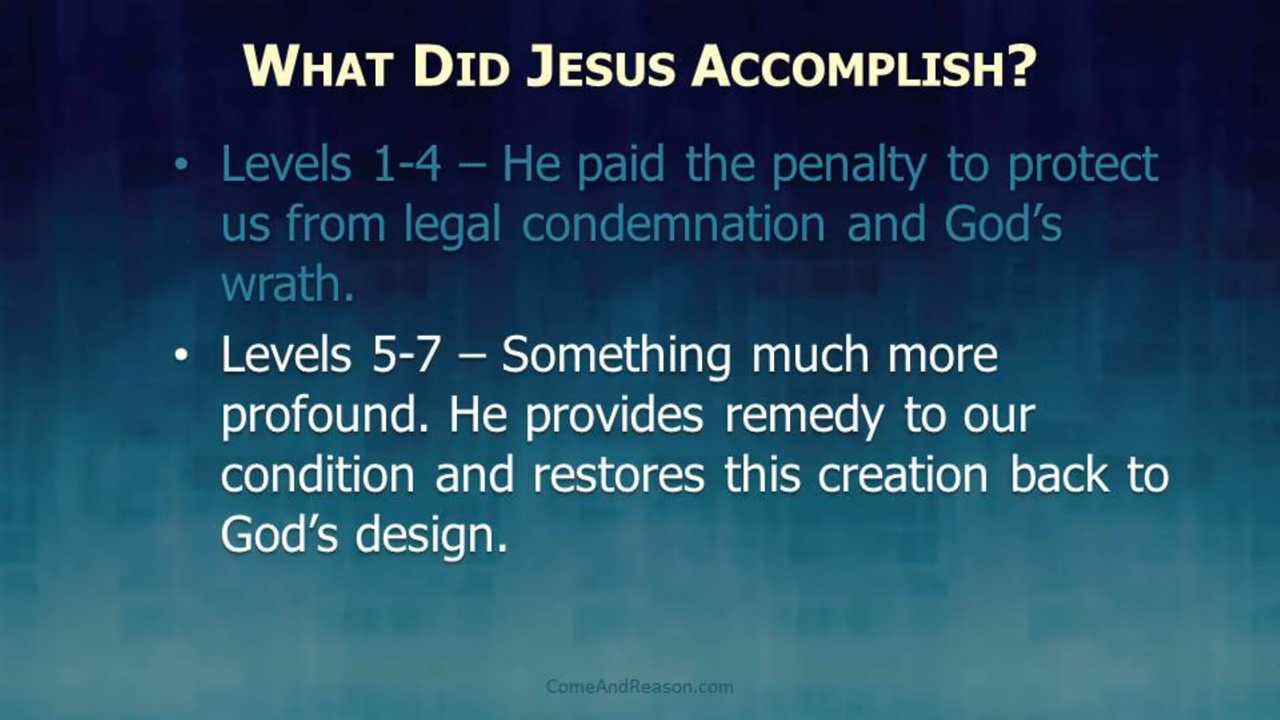 WHAT DID JESUS ACCOMPLISH?
• Levels 1-4 – He paid the penalty to protect
us from legal condemnation and God’s
wrath.
• Levels 5-7 – Something much more
profound. He provides remedy to our
condition and restores this creation back to
God’s design.
ComeAndReason.com